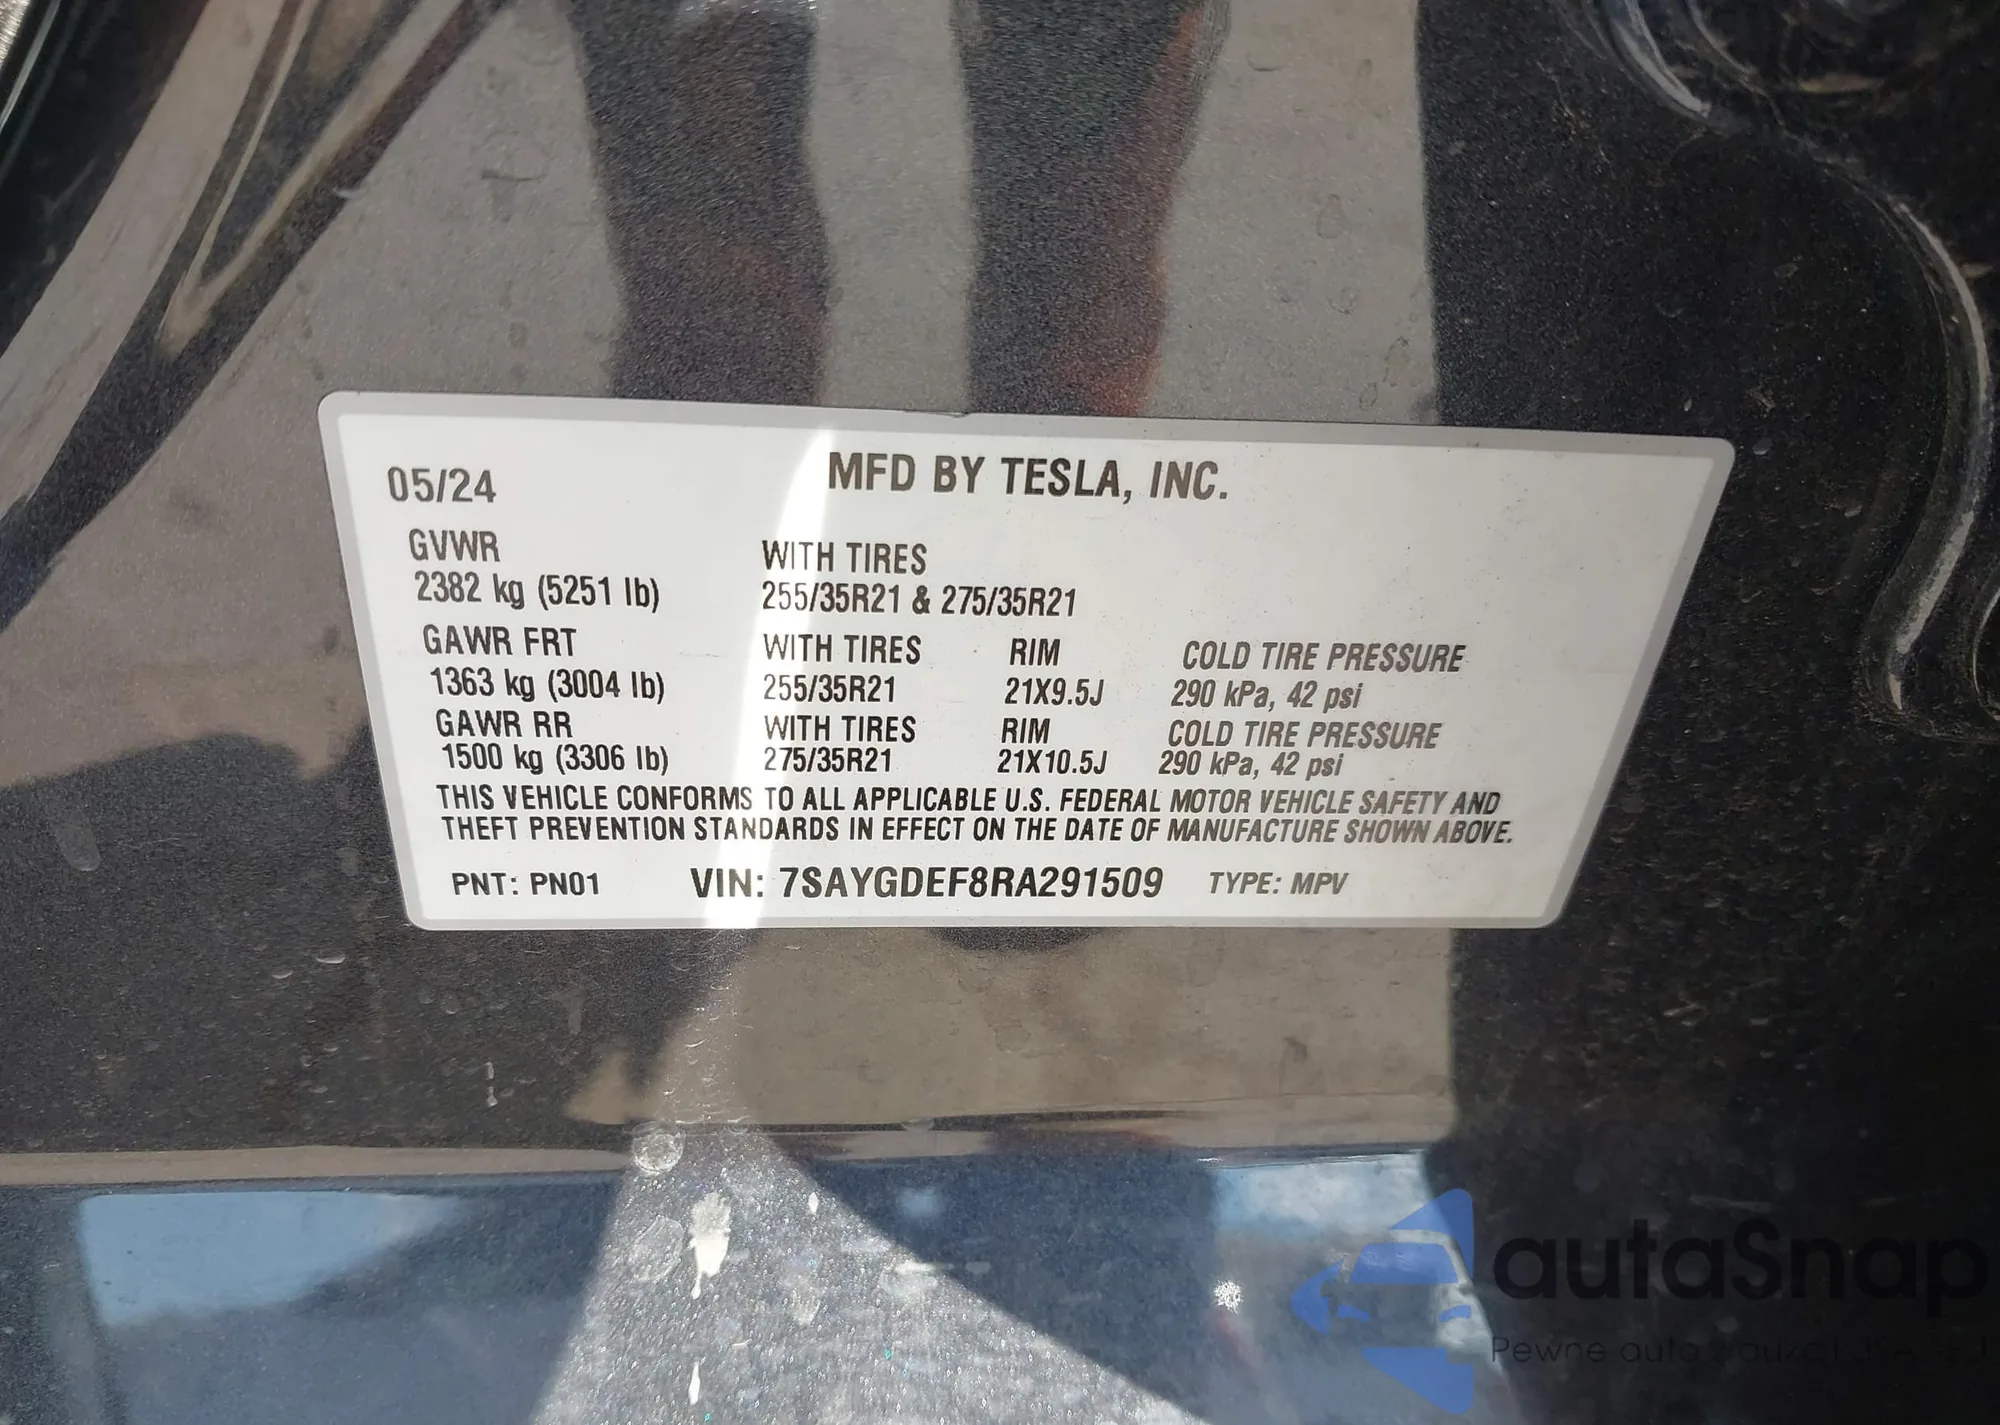 05/24 MFD BY TESLA, INC.
GVWR WITH TIRES
2382 kg (5251 lb) 255/35R21 & 275/35R21
GAWR FRT WITH TIRES RIM COLD TIRE PRESSURE
1363 kg (3004 lb) 255/35R21 21X9.5J 290 kPa, 42 psi
GAWR RR WITH TIRES RIM COLD TIRE PRESSURE
1500 kg (3306 lb) 275/35R21 21X10.5J 290 kPa, 42 psi
THIS VEHICLE CONFORMS TO ALL APPLICABLE U.S. FEDERAL MOTOR VEHICLE SAFETY AND
THEFT PREVENTION STANDARDS IN EFFECT ON THE DATE OF MANUFACTURE SHOWN ABOVE.
PNT: PN01 VIN: 7SAYGDEF8RA291509 TYPE: MPV
autaSnap
Pewne auta z aukcji